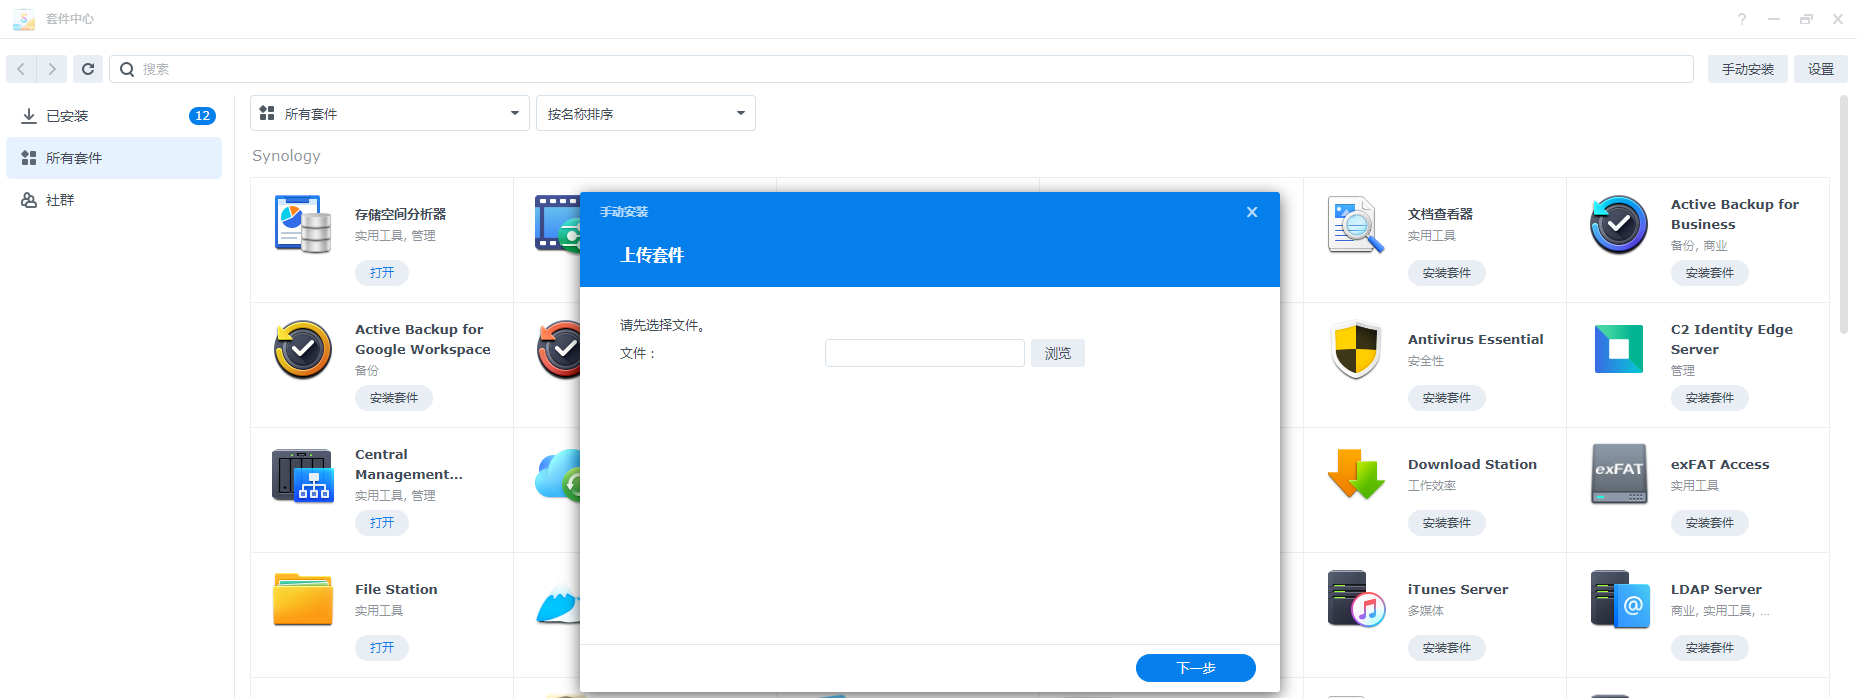 套件中心
搜索
手动安装
设置
已安装
12
所有套件
社群
所有套件
按名称排序
Synology
存储空间分析器
实用工具, 管理
打开
文档查看器
实用工具
安装套件
Active Backup for
Business
备份, 商业
安装套件
手动安装
上传套件
请先选择文件。
文件：
浏览
下一步
Active Backup for
Google Workspace
备份
安装套件
Antivirus Essential
安全性
安装套件
C2 Identity Edge
Server
管理
安装套件
Central
Management...
实用工具, 管理
打开
Download Station
工作效率
安装套件
exFAT
exFAT Access
实用工具
安装套件
File Station
实用工具
打开
iTunes Server
多媒体
安装套件
LDAP Server
商业, 实用工具, ...
安装套件